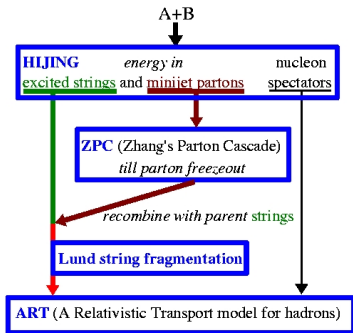 A+B
HIJING energy in nucleon
excited strings and minijet partons spectators
ZPC (Zhang's Parton Cascade)
till parton freezeout
recombine with parent strings
Lund string fragmentation
ART (A Relativistic Transport model for hadrons)